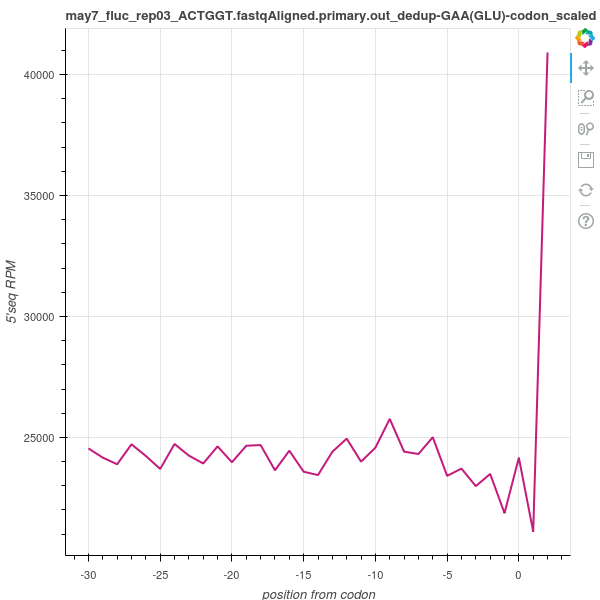 may7_fluc_rep03_ACTGGT.fastqAligned.primary.out_dedup-GAA(GLU)-codon_scaled
40000
35000
30000
25000
5'seq RPM
-30 -25 -20 -15 -10 -5 0
position from codon